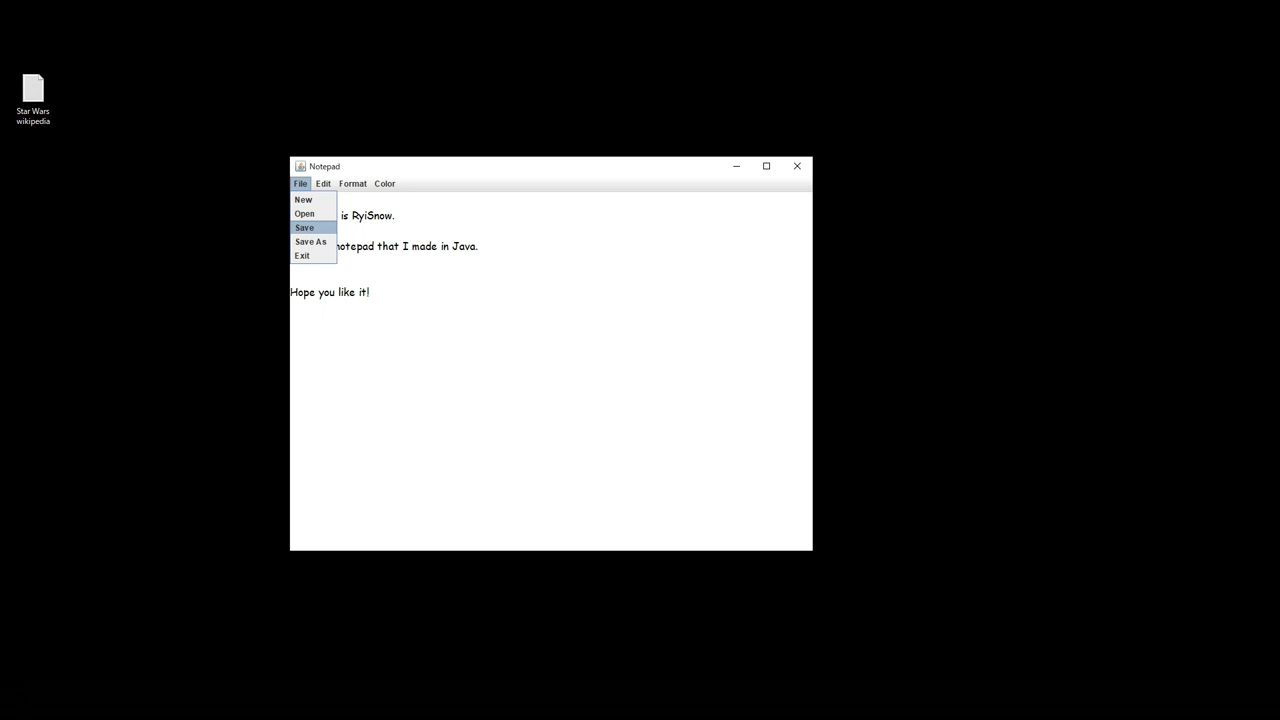 Star Wars
wikipedia
Notepad
File Edit Format Color
New
Open
Save
Save As
Exit
is RyiSnow.
notepad that I made in Java.
Hope you like it!